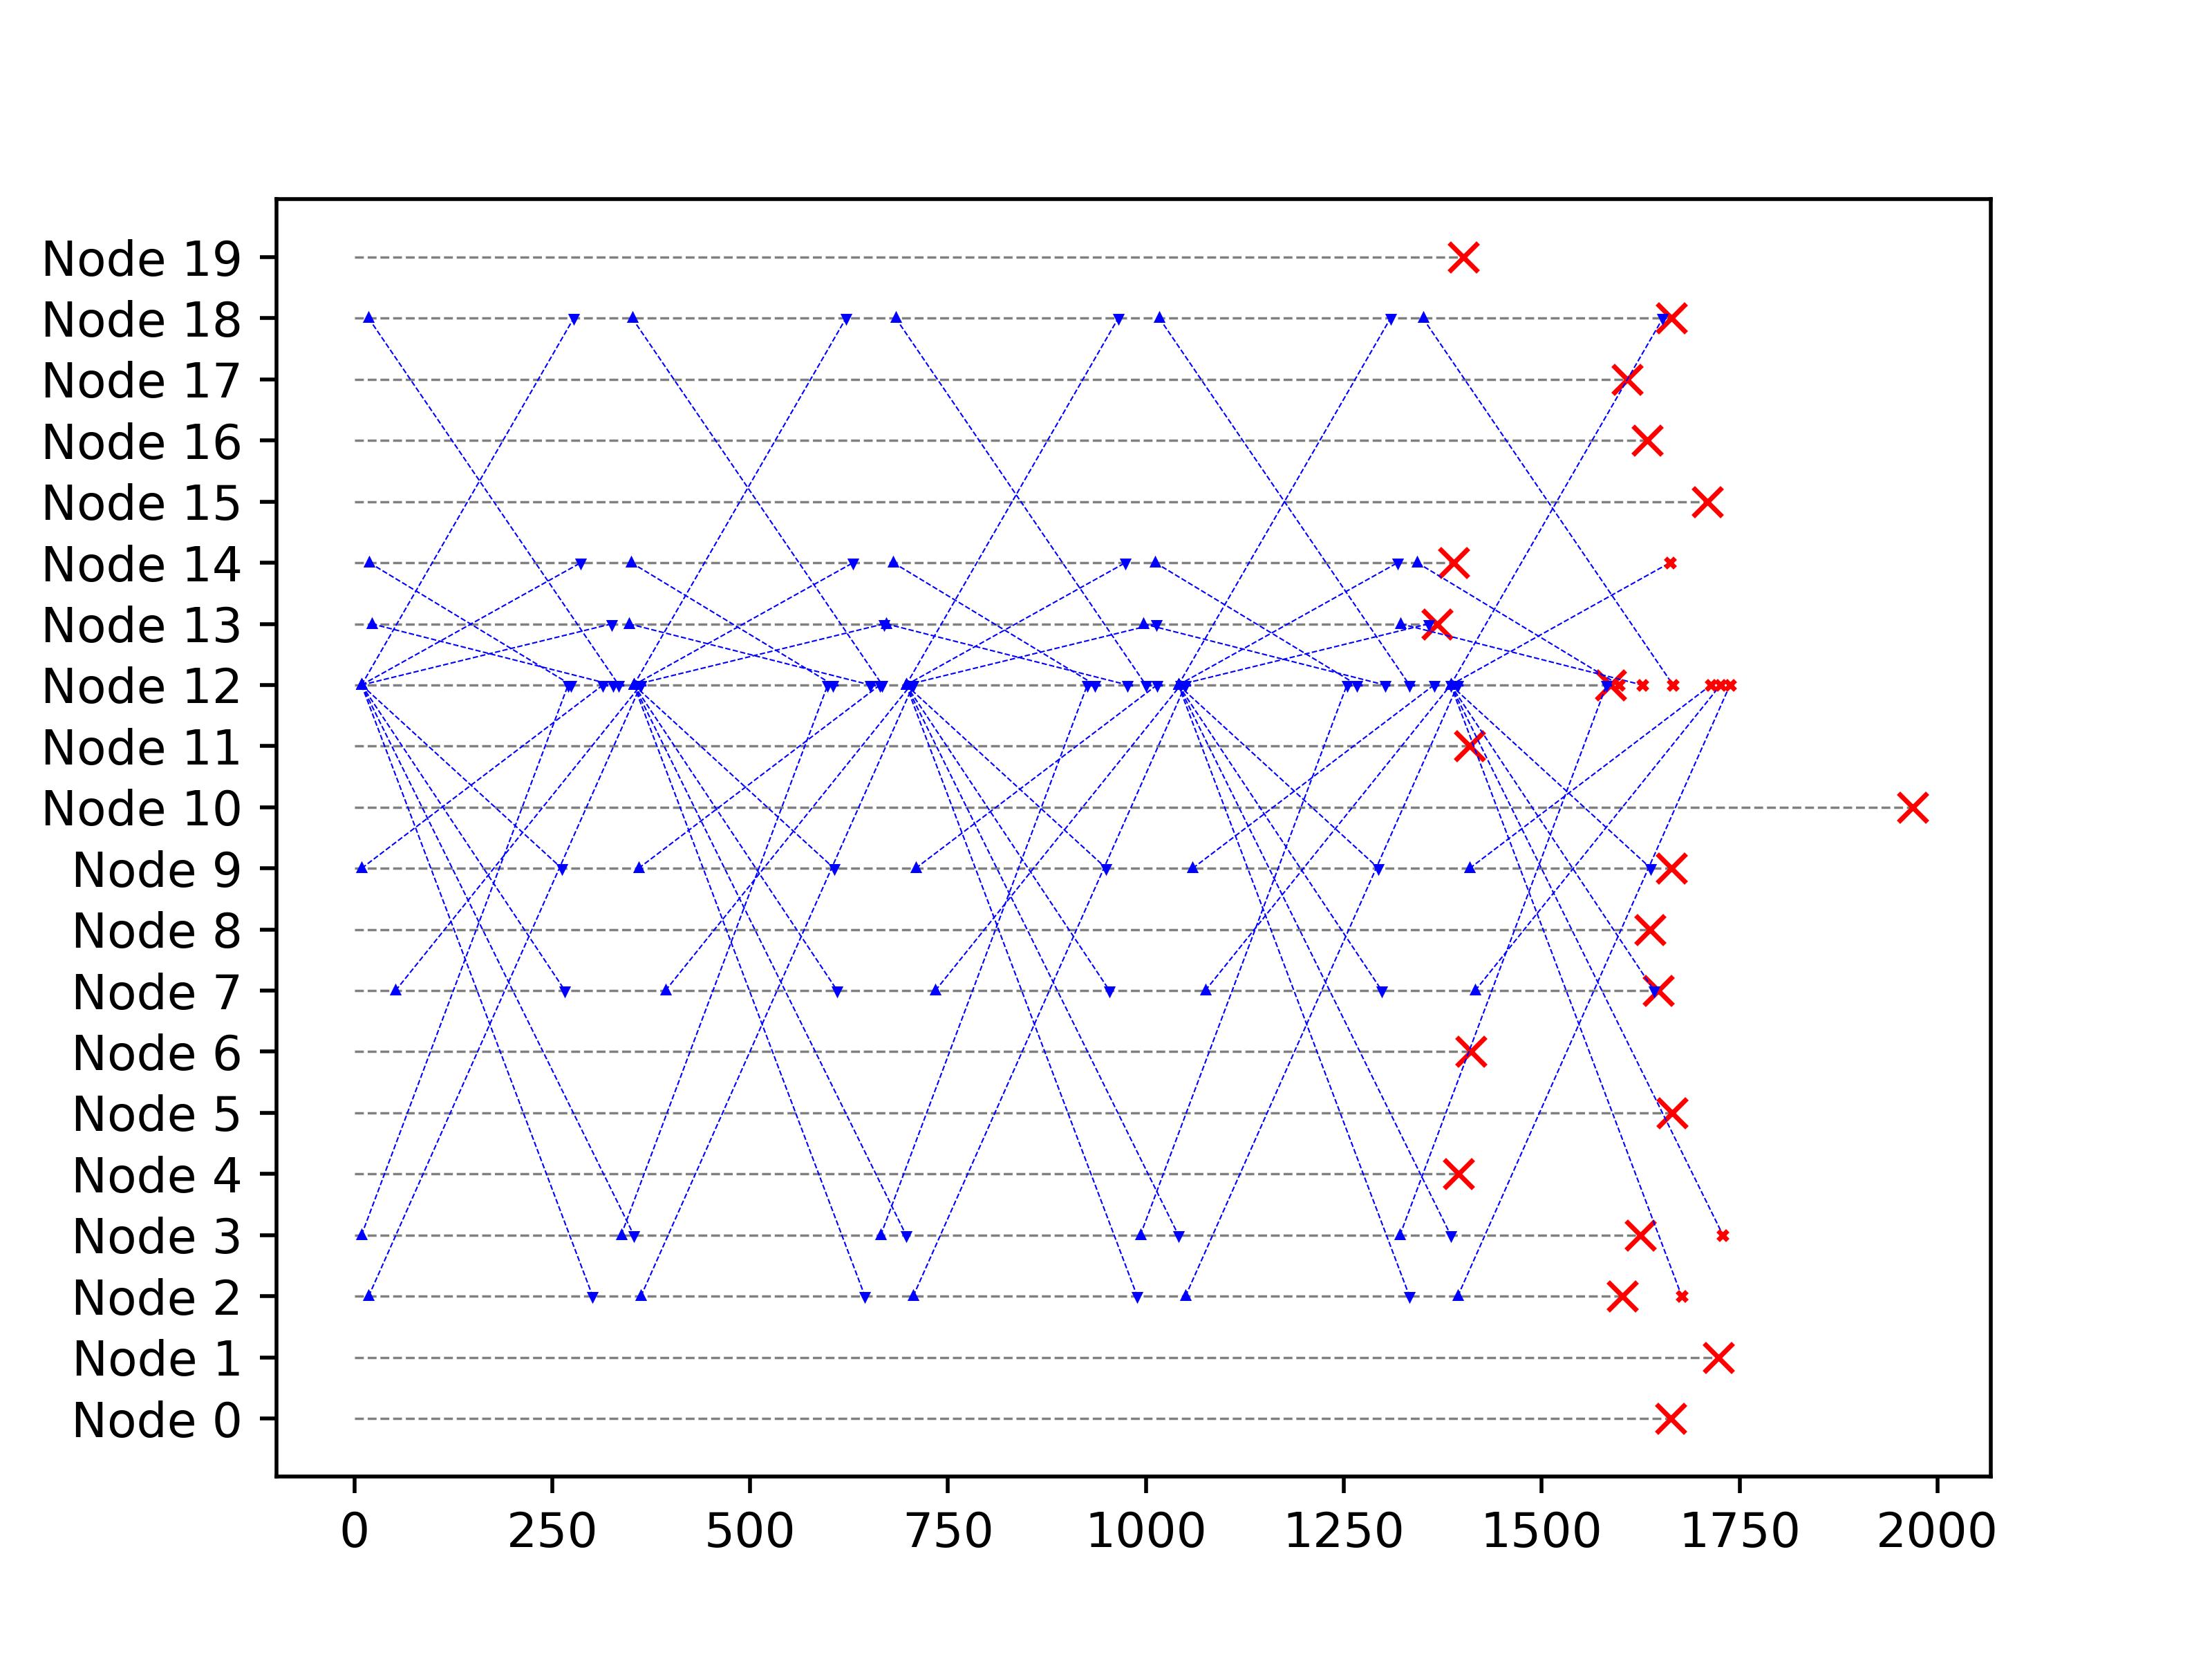 Node 19
Node 18
Node 17
Node 16
Node 15
Node 14
Node 13
Node 12
Node 11
Node 10
Node 9
Node 8
Node 7
Node 6
Node 5
Node 4
Node 3
Node 2
Node 1
Node 0
0 250 500 750 1000 1250 1500 1750 2000